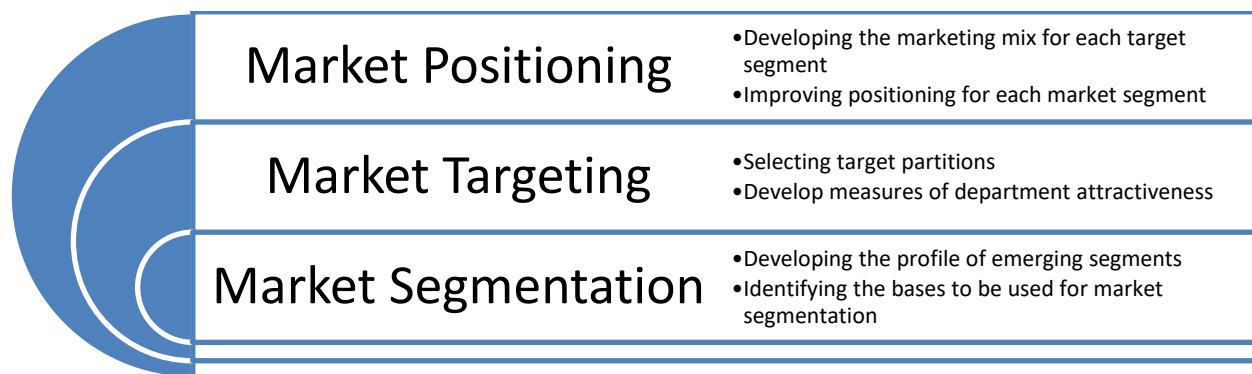 Market Positioning
•Developing the marketing mix for each target
segment
•Improving positioning for each market segment
Market Targeting
•Selecting target partitions
•Develop measures of department attractiveness
Market Segmentation
•Developing the profile of emerging segments
•Identifying the bases to be used for market
segmentation